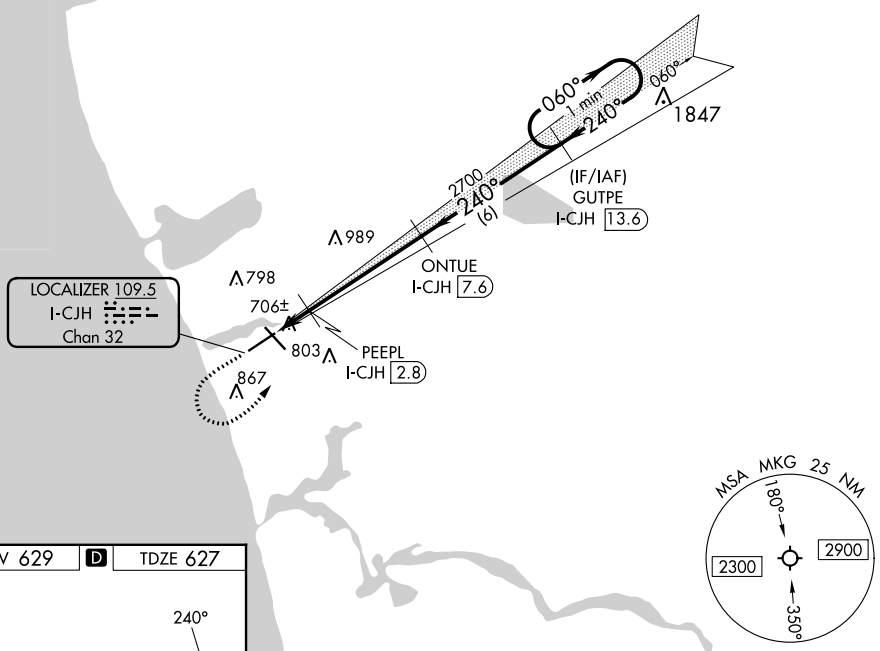 060°
1 min
240°
060°
1847
2700
240°
(6)
(IF/IAF)
GUTPE
I-CJH 13.6
989
ONTUE
I-CJH 7.6
798
LOCALIZER 109.5
I-CJH
Chan 32
706±
803
PEEPL
I-CJH 2.8
867
MSA MKG 25 NM
180°
2300
2900
350°
629
D
TDZE 627
240°